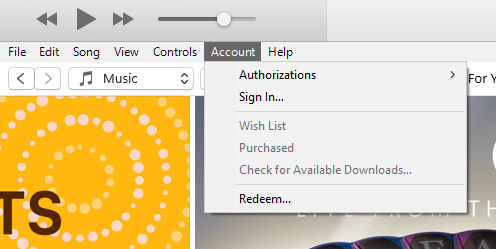 File Edit Song View Controls Account Help
Music
For Y
Authorizations
Sign In...
Wish List
Purchased
Check for Available Downloads...
Redeem...
TS